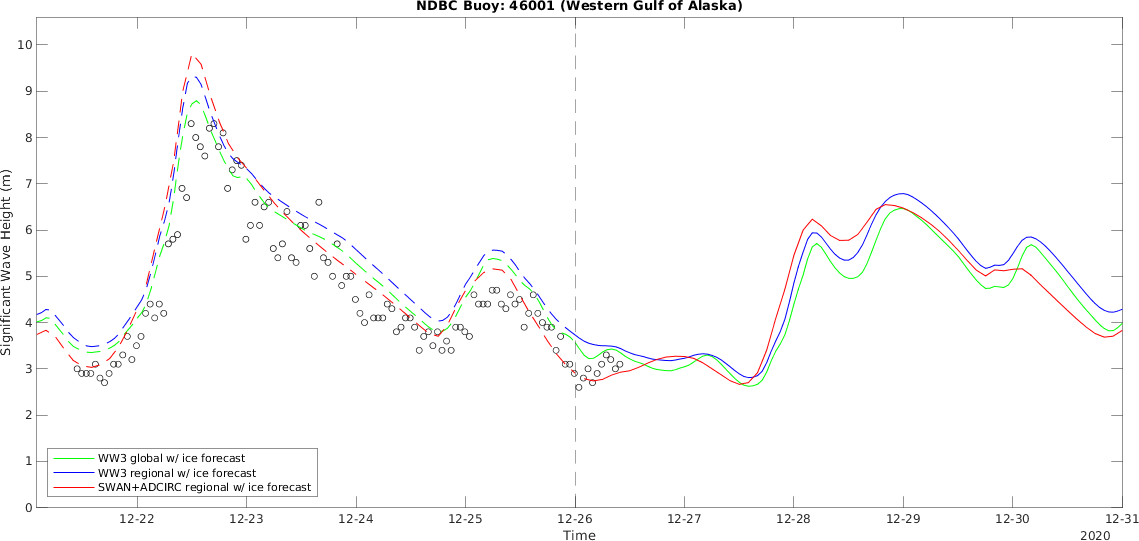 NDBC Buoy: 46001 (Western Gulf of Alaska)
Significant Wave Height (m)
10
9
8
7
6
5
4
3
2
1
0
WW3 global w/ ice forecast
WW3 regional w/ ice forecast
SWAN+ADCIRC regional w/ ice forecast
12-22 12-23 12-24 12-25 12-26 12-27 12-28 12-29 12-30 12-31
Time
2020